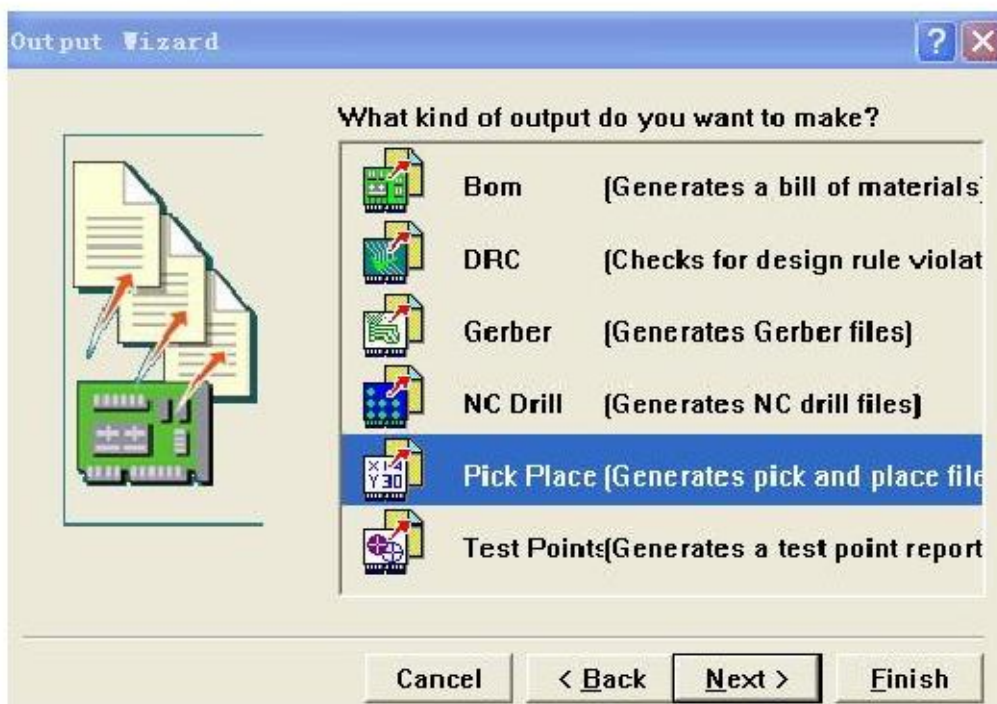 Output Wizard
What kind of output do you want to make?
Bom (Generates a bill of materials)
DRC (Checks for design rule violat
Gerber (Generates Gerber files)
NC Drill (Generates NC drill files)
X14
Y30
Pick Place (Generates pick and place file
Test Points (Generates a test point report
Cancel < Back Next > Finish